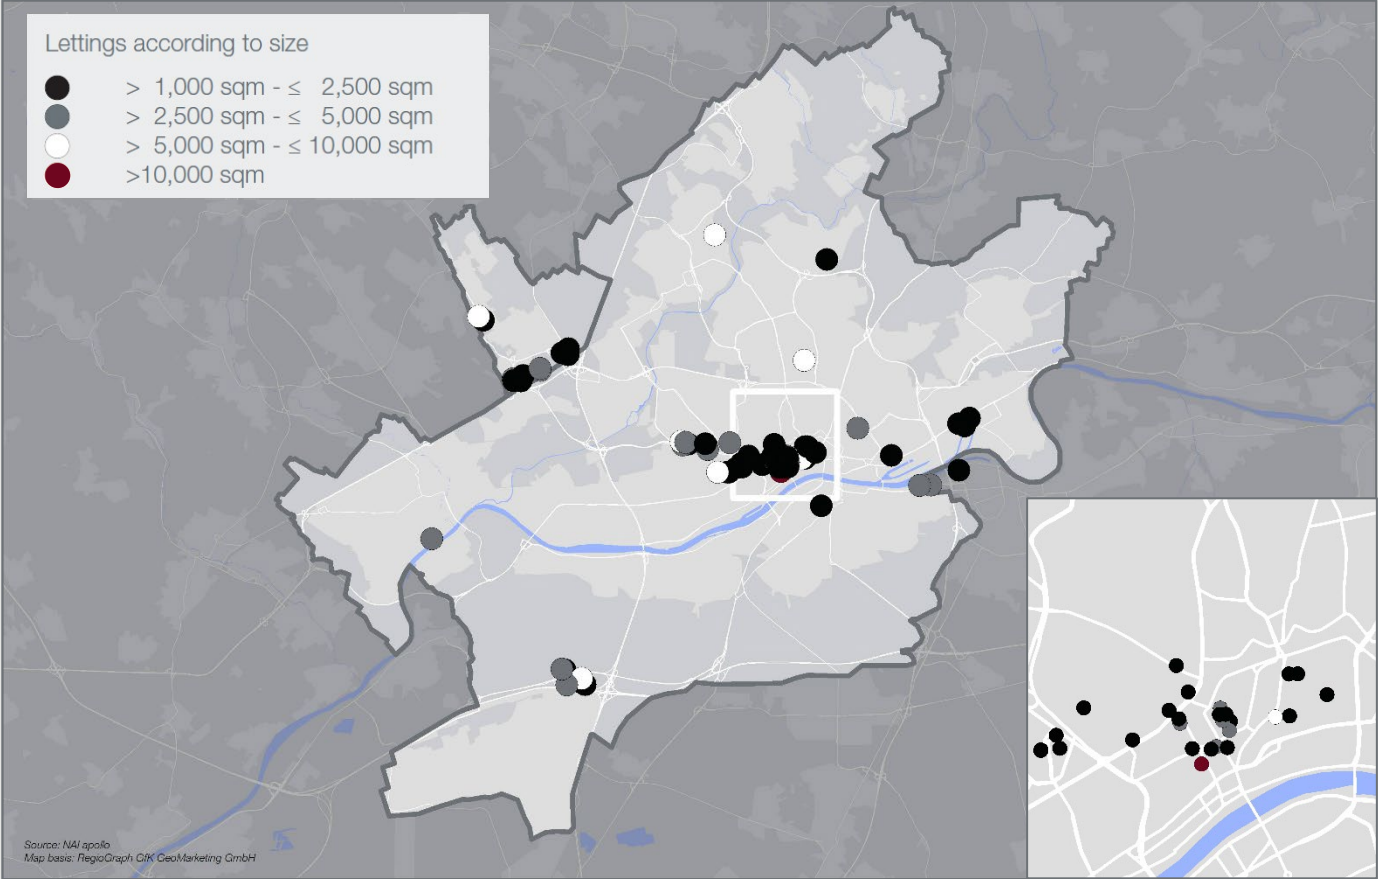 Lettings according to size
> 1,000 sqm - ≤ 2,500 sqm
> 2,500 sqm - ≤ 5,000 sqm
> 5,000 sqm - ≤ 10,000 sqm
>10,000 sqm
Source: NAI apollo
Map basis: RegioGraph GfK GeoMarketing GmbH